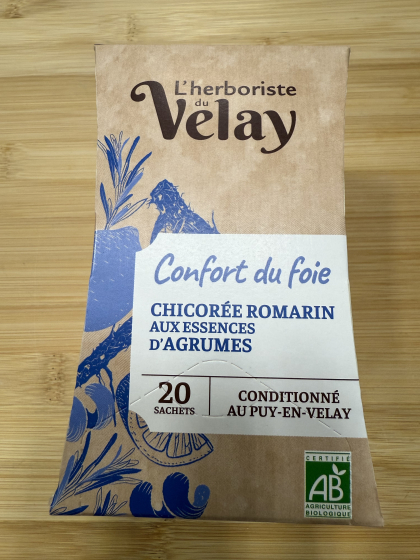 L'herboriste
du
Velay
Confort du foie
CHICORÉE ROMARIN
AUX ESSENCES
D'AGRUMES
20
SACHETS
CONDITIONNÉ
AU PUY-EN-VELAY
CERTIFIÉ
AB
AGRICULTURE
BIOLOGIQUE